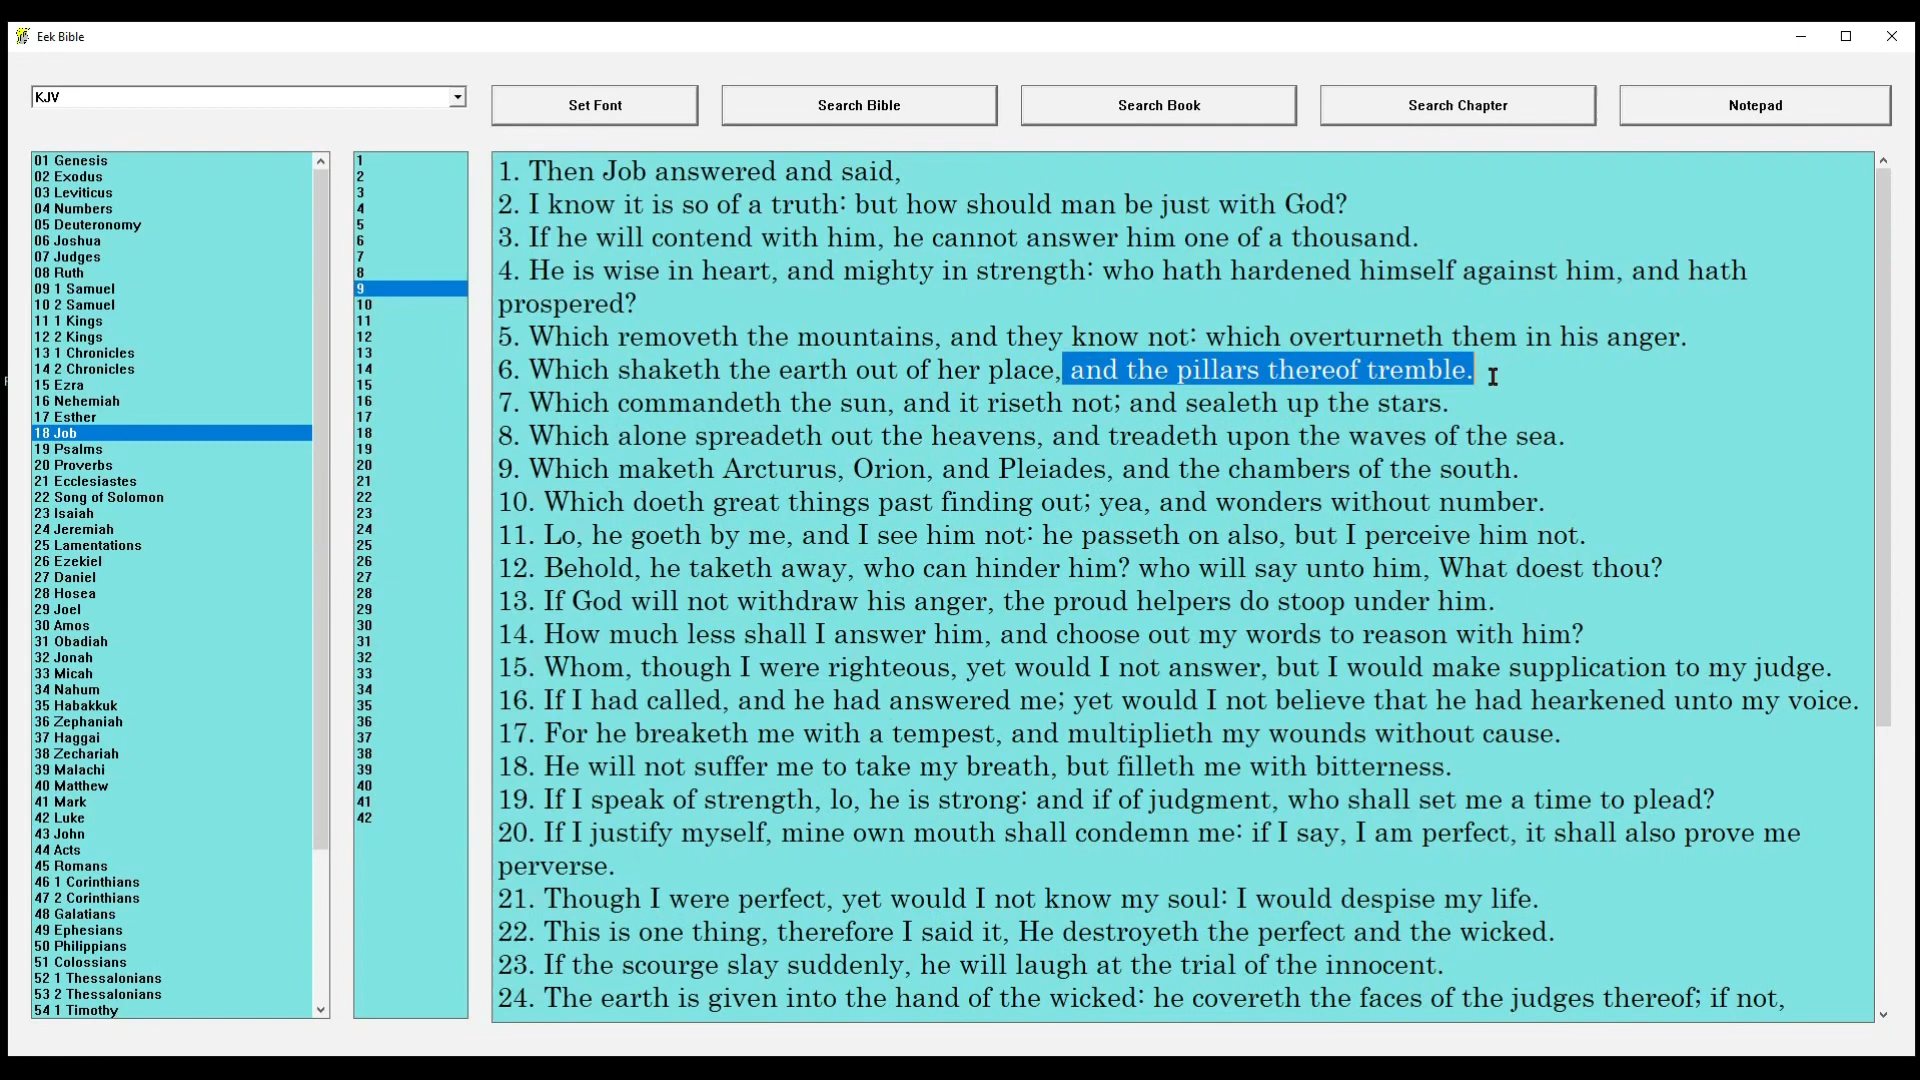 Eek Bible
KJV
Set Font
Search Bible
Search Book
Search Chapter
Notepad
01 Genesis
02 Exodus
03 Leviticus
04 Numbers
05 Deuteronomy
06 Joshua
07 Judges
08 Ruth
09 1 Samuel
10 2 Samuel
11 1 Kings
12 2 Kings
13 1 Chronicles
14 2 Chronicles
15 Ezra
16 Nehemiah
17 Esther
18 Job
19 Psalms
20 Proverbs
21 Ecclesiastes
22 Song of Solomon
23 Isaiah
24 Jeremiah
25 Lamentations
26 Ezekiel
27 Daniel
28 Hosea
29 Joel
30 Amos
31 Obadiah
32 Jonah
33 Micah
34 Nahum
35 Habakkuk
36 Zephaniah
37 Haggai
38 Zechariah
39 Malachi
40 Matthew
41 Mark
42 Luke
43 John
44 Acts
45 Romans
46 1 Corinthians
47 2 Corinthians
48 Galatians
49 Ephesians
50 Philippians
51 Colossians
52 1 Thessalonians
53 2 Thessalonians
54 1 Timothy
1
2
3
4
5
6
7
8
9
10
11
12
13
14
15
16
17
18
19
20
21
22
23
24
25
26
27
28
29
30
31
32
33
34
35
36
37
38
39
40
41
42
1. Then Job answered and said,
2. I know it is so of a truth: but how should man be just with God?
3. If he will contend with him, he cannot answer him one of a thousand.
4. He is wise in heart, and mighty in strength: who hath hardened himself against him, and hath
prospered?
5. Which removeth the mountains, and they know not: which overturneth them in his anger.
6. Which shaketh the earth out of her place, and the pillars thereof tremble.
7. Which commandeth the sun, and it riseth not; and sealeth up the stars.
8. Which alone spreadeth out the heavens, and treadeth upon the waves of the sea.
9. Which maketh Arcturus, Orion, and Pleiades, and the chambers of the south.
10. Which doeth great things past finding out; yea, and wonders without number.
11. Lo, he goeth by me, and I see him not: he passeth on also, but I perceive him not.
12. Behold, he taketh away, who can hinder him? who will say unto him, What doest thou?
13. If God will not withdraw his anger, the proud helpers do stoop under him.
14. How much less shall I answer him, and choose out my words to reason with him?
15. Whom, though I were righteous, yet would I not answer, but I would make supplication to my judge.
16. If I had called, and he had answered me; yet would I not believe that he had hearkened unto my voice.
17. For he breaketh me with a tempest, and multiplieth my wounds without cause.
18. He will not suffer me to take my breath, but filleth me with bitterness.
19. If I speak of strength, lo, he is strong: and if of judgment, who shall set me a time to plead?
20. If I justify myself, mine own mouth shall condemn me: if I say, I am perfect, it shall also prove me
perverse.
21. Though I were perfect, yet would I not know my soul: I would despise my life.
22. This is one thing, therefore I said it, He destroyeth the perfect and the wicked.
23. If the scourge slay suddenly, he will laugh at the trial of the innocent.
24. The earth is given into the hand of the wicked: he covereth the faces of the judges thereof; if not,